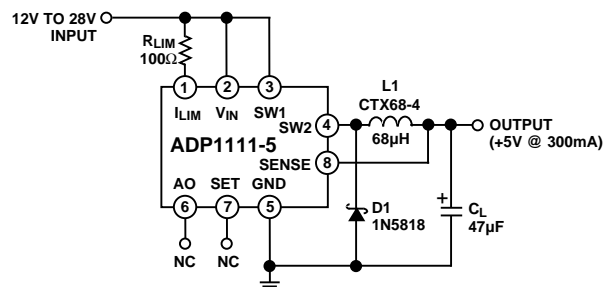 12V TO 28V
INPUT
RLIM
100Ω
1 2 3
ILIM VIN SW1
L1
CTX68-4
68µH
SW2 4
ADP1111-5
OUTPUT
(+5V @ 300mA)
SENSE 8
AO SET GND
6 7 5
NC NC
D1
1N5818
+
CL
47µF